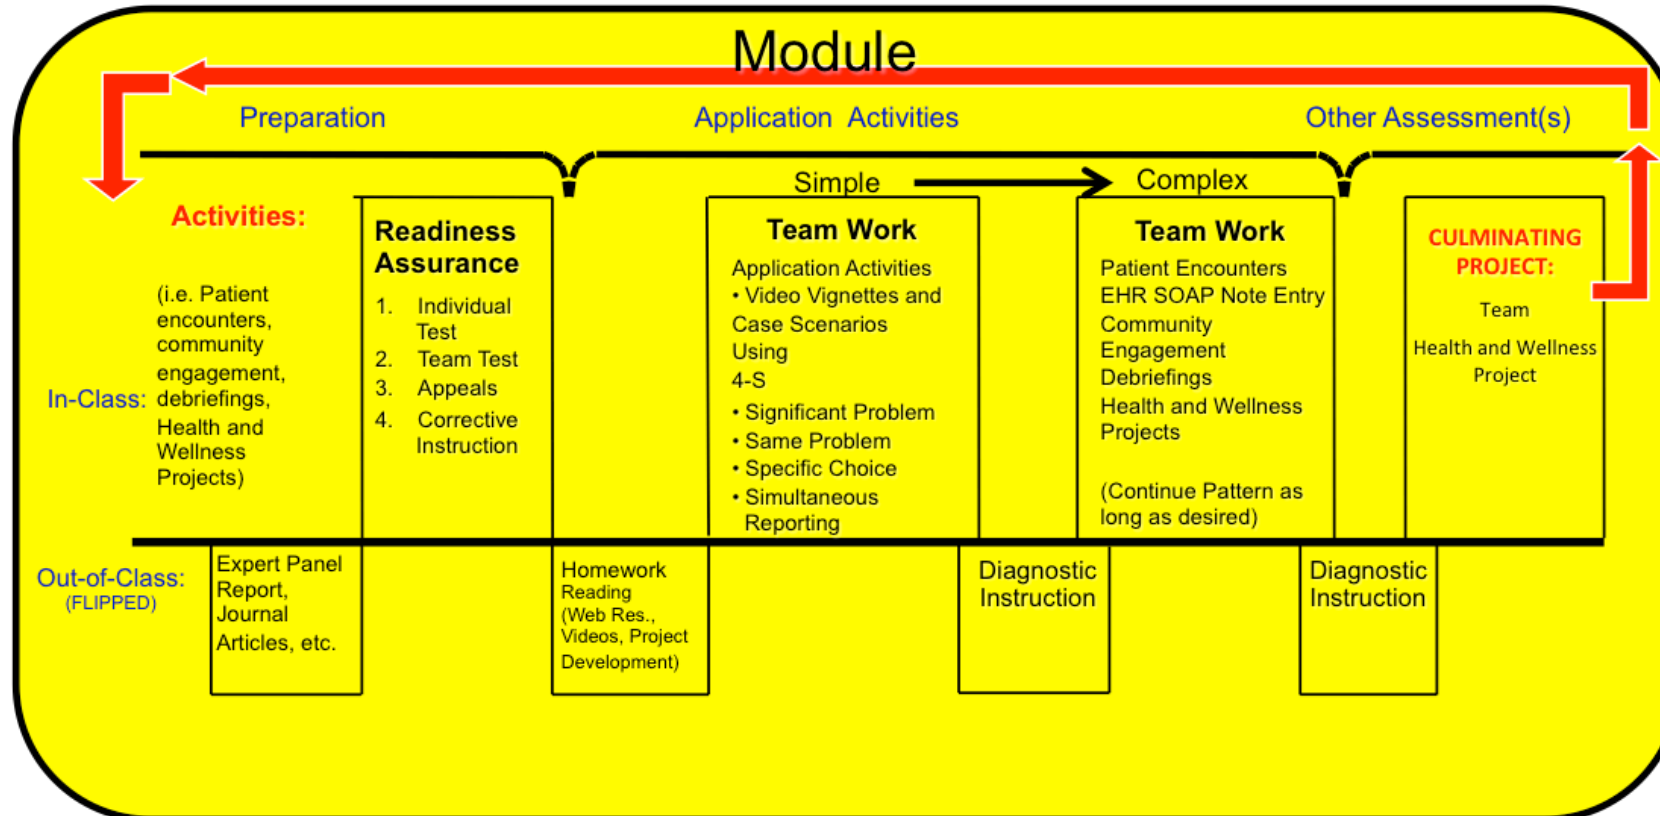 Module
Preparation
Application Activities
Other Assessment(s)
Simple
Complex
Activities:
(i.e. Patient
encounters,
community
engagement,
debriefings,
Health and
Wellness
Projects)
In-Class:
Readiness
Assurance
1. Individual
Test
2. Team Test
3. Appeals
4. Corrective
Instruction
Team Work
Application Activities
• Video Vignettes and
Case Scenarios
Using
4-S
• Significant Problem
• Same Problem
• Specific Choice
• Simultaneous
Reporting
Team Work
Patient Encounters
EHR SOAP Note Entry
Community
Engagement
Debriefings
Health and Wellness
Projects
(Continue Pattern as
long as desired)
CULMINATING
PROJECT:
Team
Health and Wellness
Project
Out-of-Class:
(FLIPPED)
Expert Panel
Report,
Journal
Articles, etc.
Homework
Reading
(Web Res.,
Videos, Project
Development)
Diagnostic
Instruction
Diagnostic
Instruction